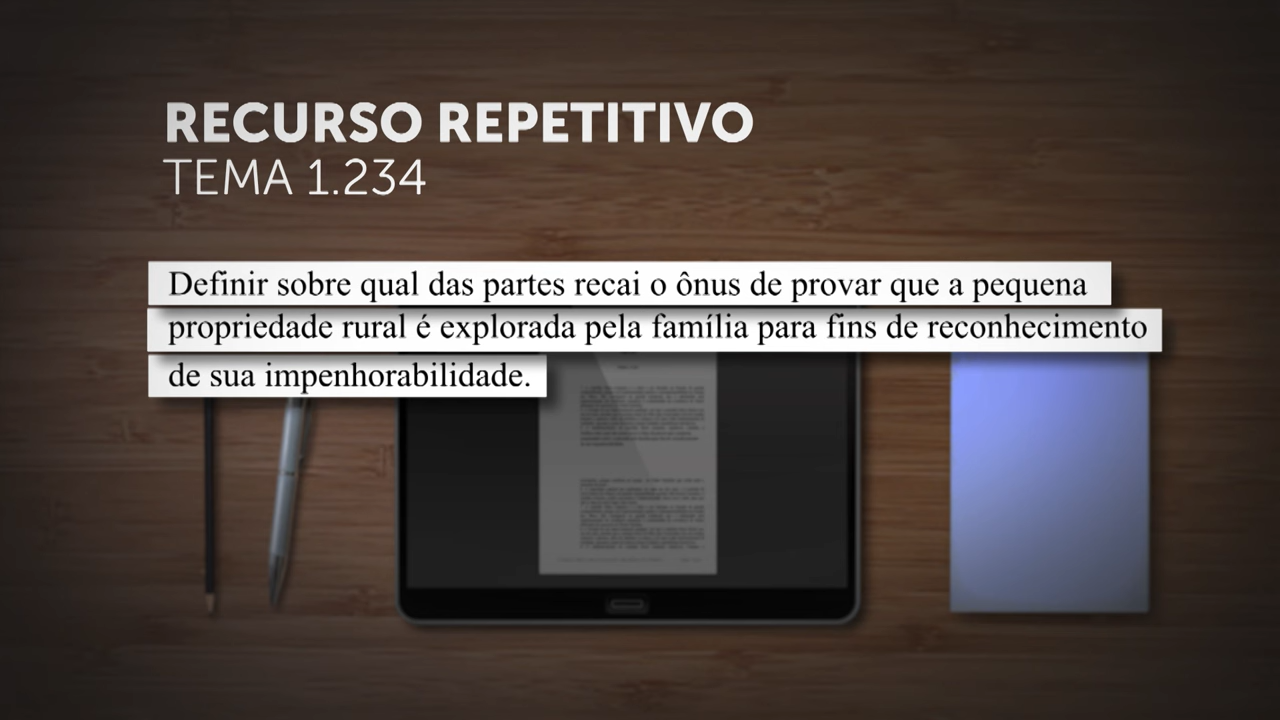 RECURSO REPETITIVO
TEMA 1.234
Definir sobre qual das partes recai o ônus de provar que a pequena
propriedade rural é explorada pela família para fins de reconhecimento
de sua impenhorabilidade.